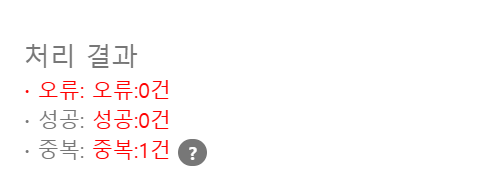 처리 결과
· 오류: 오류:0건
· 성공: 성공:0건
· 중복: 중복:1건 ?